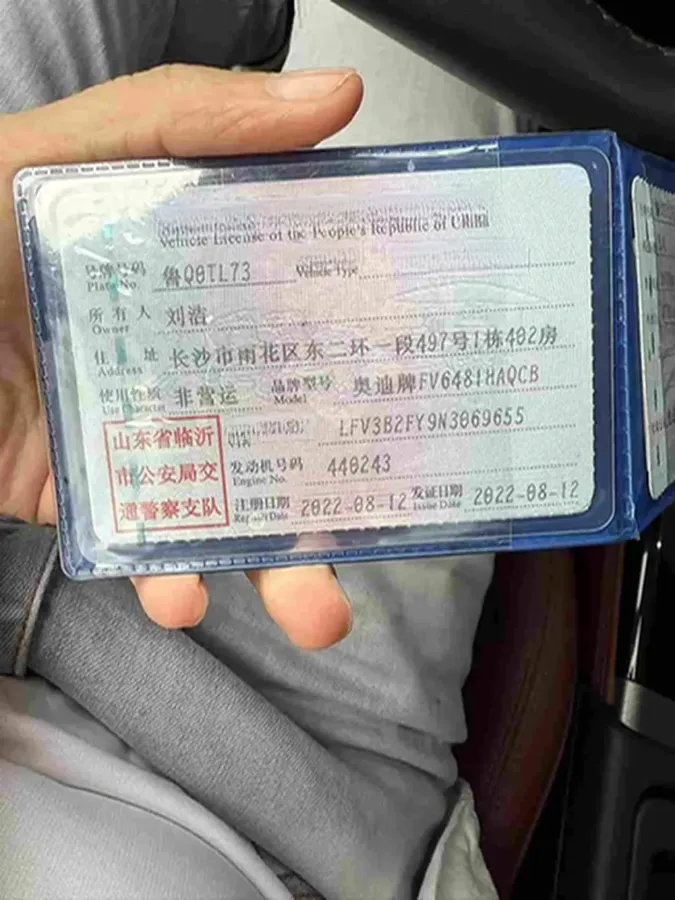 Vehicle License of the People's Republic of China
号牌号码 鲁Q0TL73 Vehicle Type
Plate No.
所有人 刘浩
Owner
住址 长沙市雨花区东二环一段497号1栋402房
Address
使用性质 非营运 品牌型号 奥迪牌FV6481HAQCB
Use Character Model
山东省临沂
市公安局交
通警察支队
VIN LFV3B2FY9N3069655
发动机号码 440243
Engine No.
注册日期 2022-08-12 发证日期 2022-08-12
Register Date Issue Date